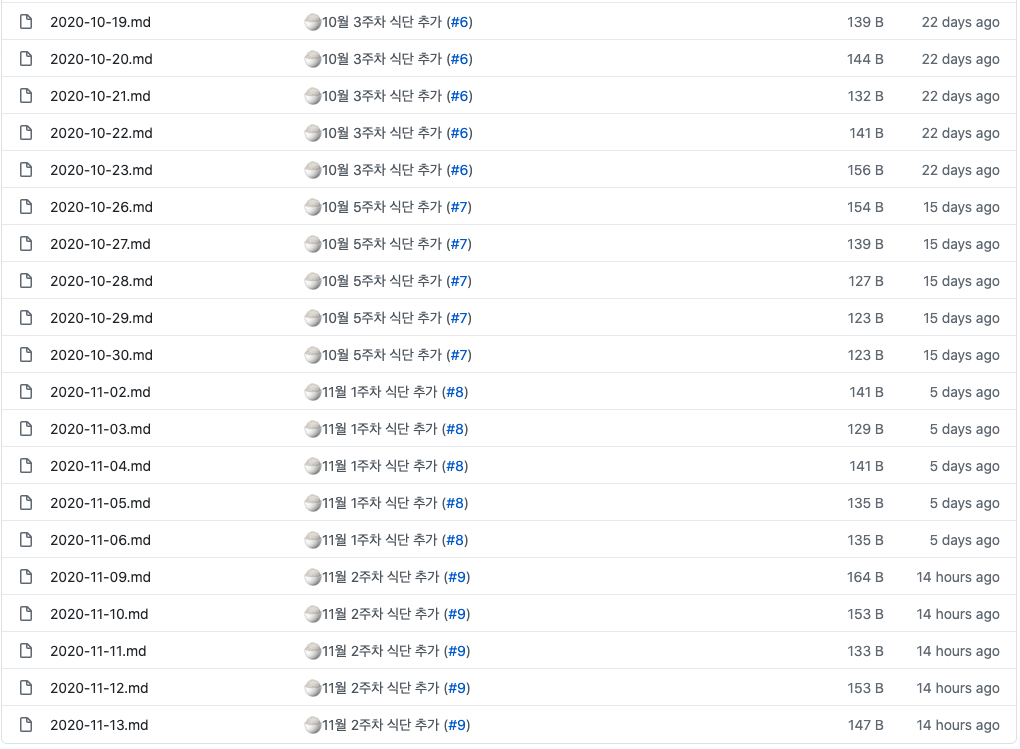 2020-10-19.md 🍚10월 3주차 식단 추가 (#6) 139 B 22 days ago
2020-10-20.md 🍚10월 3주차 식단 추가 (#6) 144 B 22 days ago
2020-10-21.md 🍚10월 3주차 식단 추가 (#6) 132 B 22 days ago
2020-10-22.md 🍚10월 3주차 식단 추가 (#6) 141 B 22 days ago
2020-10-23.md 🍚10월 3주차 식단 추가 (#6) 156 B 22 days ago
2020-10-26.md 🍚10월 5주차 식단 추가 (#7) 154 B 15 days ago
2020-10-27.md 🍚10월 5주차 식단 추가 (#7) 139 B 15 days ago
2020-10-28.md 🍚10월 5주차 식단 추가 (#7) 127 B 15 days ago
2020-10-29.md 🍚10월 5주차 식단 추가 (#7) 123 B 15 days ago
2020-10-30.md 🍚10월 5주차 식단 추가 (#7) 123 B 15 days ago
2020-11-02.md 🍚11월 1주차 식단 추가 (#8) 141 B 5 days ago
2020-11-03.md 🍚11월 1주차 식단 추가 (#8) 129 B 5 days ago
2020-11-04.md 🍚11월 1주차 식단 추가 (#8) 141 B 5 days ago
2020-11-05.md 🍚11월 1주차 식단 추가 (#8) 135 B 5 days ago
2020-11-06.md 🍚11월 1주차 식단 추가 (#8) 135 B 5 days ago
2020-11-09.md 🍚11월 2주차 식단 추가 (#9) 164 B 14 hours ago
2020-11-10.md 🍚11월 2주차 식단 추가 (#9) 153 B 14 hours ago
2020-11-11.md 🍚11월 2주차 식단 추가 (#9) 133 B 14 hours ago
2020-11-12.md 🍚11월 2주차 식단 추가 (#9) 153 B 14 hours ago
2020-11-13.md 🍚11월 2주차 식단 추가 (#9) 147 B 14 hours ago